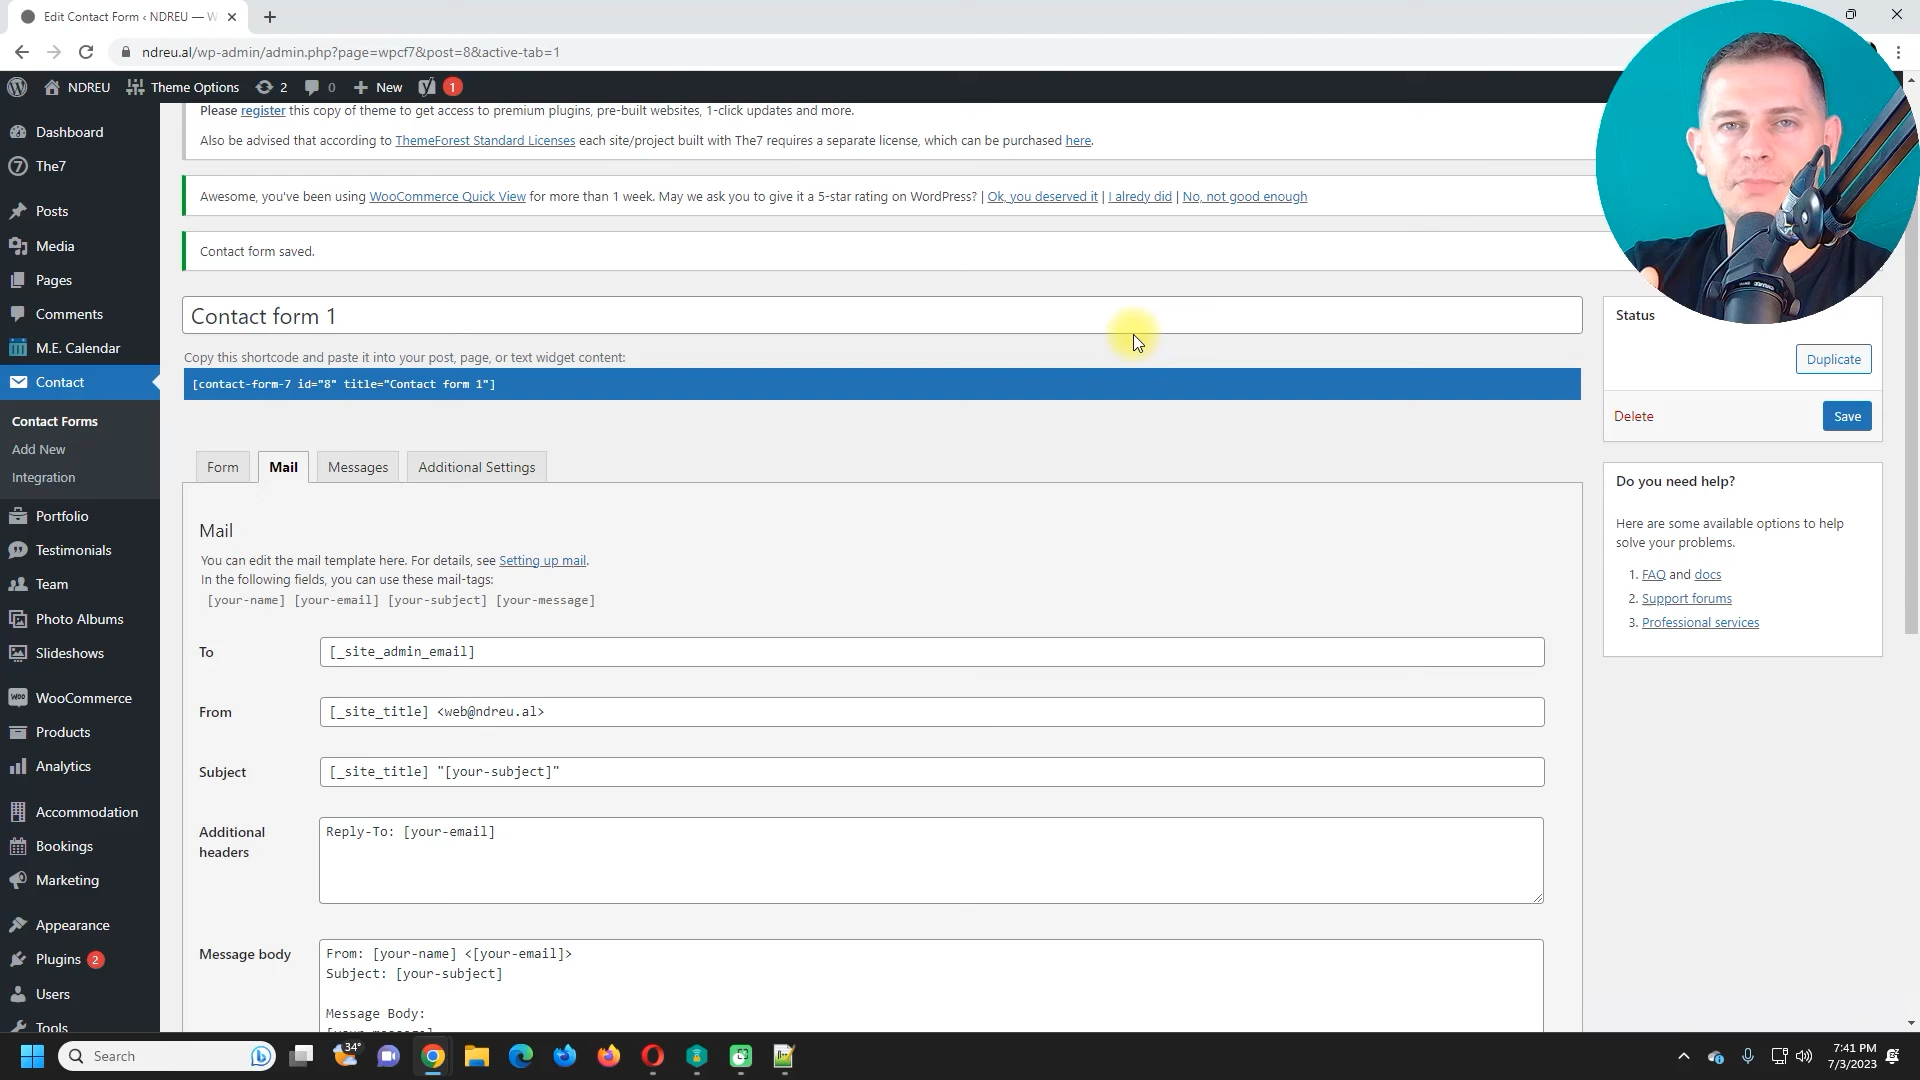 Edit Contact Form ‹ NDREU — W
ndreu.al/wp-admin/admin.php?page=wpcf7&post=8&active-tab=1
NDREU Theme Options 2 0 New 1
Please register this copy of theme to get access to premium plugins, pre-built websites, 1-click updates and more.
Also be advised that according to ThemeForest Standard Licenses each site/project built with The7 requires a separate license, which can be purchased here.
Awesome, you've been using WooCommerce Quick View for more than 1 week. May we ask you to give it a 5-star rating on WordPress? | Ok, you deserved it | I alredy did | No, not good enough
Contact form saved.
Dashboard
The7
Posts
Media
Pages
Comments
M.E. Calendar
Contact
Contact Forms
Add New
Integration
Portfolio
Testimonials
Team
Photo Albums
Slideshows
WooCommerce
Products
Analytics
Accommodation
Bookings
Marketing
Appearance
Plugins 2
Users
Tools
Contact form 1
Copy this shortcode and paste it into your post, page, or text widget content:
[contact-form-7 id="8" title="Contact form 1"]
Form Mail Messages Additional Settings
Mail
You can edit the mail template here. For details, see Setting up mail.
In the following fields, you can use these mail-tags:
[your-name] [your-email] [your-subject] [your-message]
To [_site_admin_email]
From [_site_title] <web@ndreu.al>
Subject [_site_title] "[your-subject]"
Additional headers
Reply-To: [your-email]
Message body
From: [your-name] <[your-email]>
Subject: [your-subject]
Message Body:
[your-message]
Status
Duplicate
Delete Save
Do you need help?
Here are some available options to help
solve your problems.
1. FAQ and docs
2. Support forums
3. Professional services
Search
34°
7:41 PM
7/3/2023